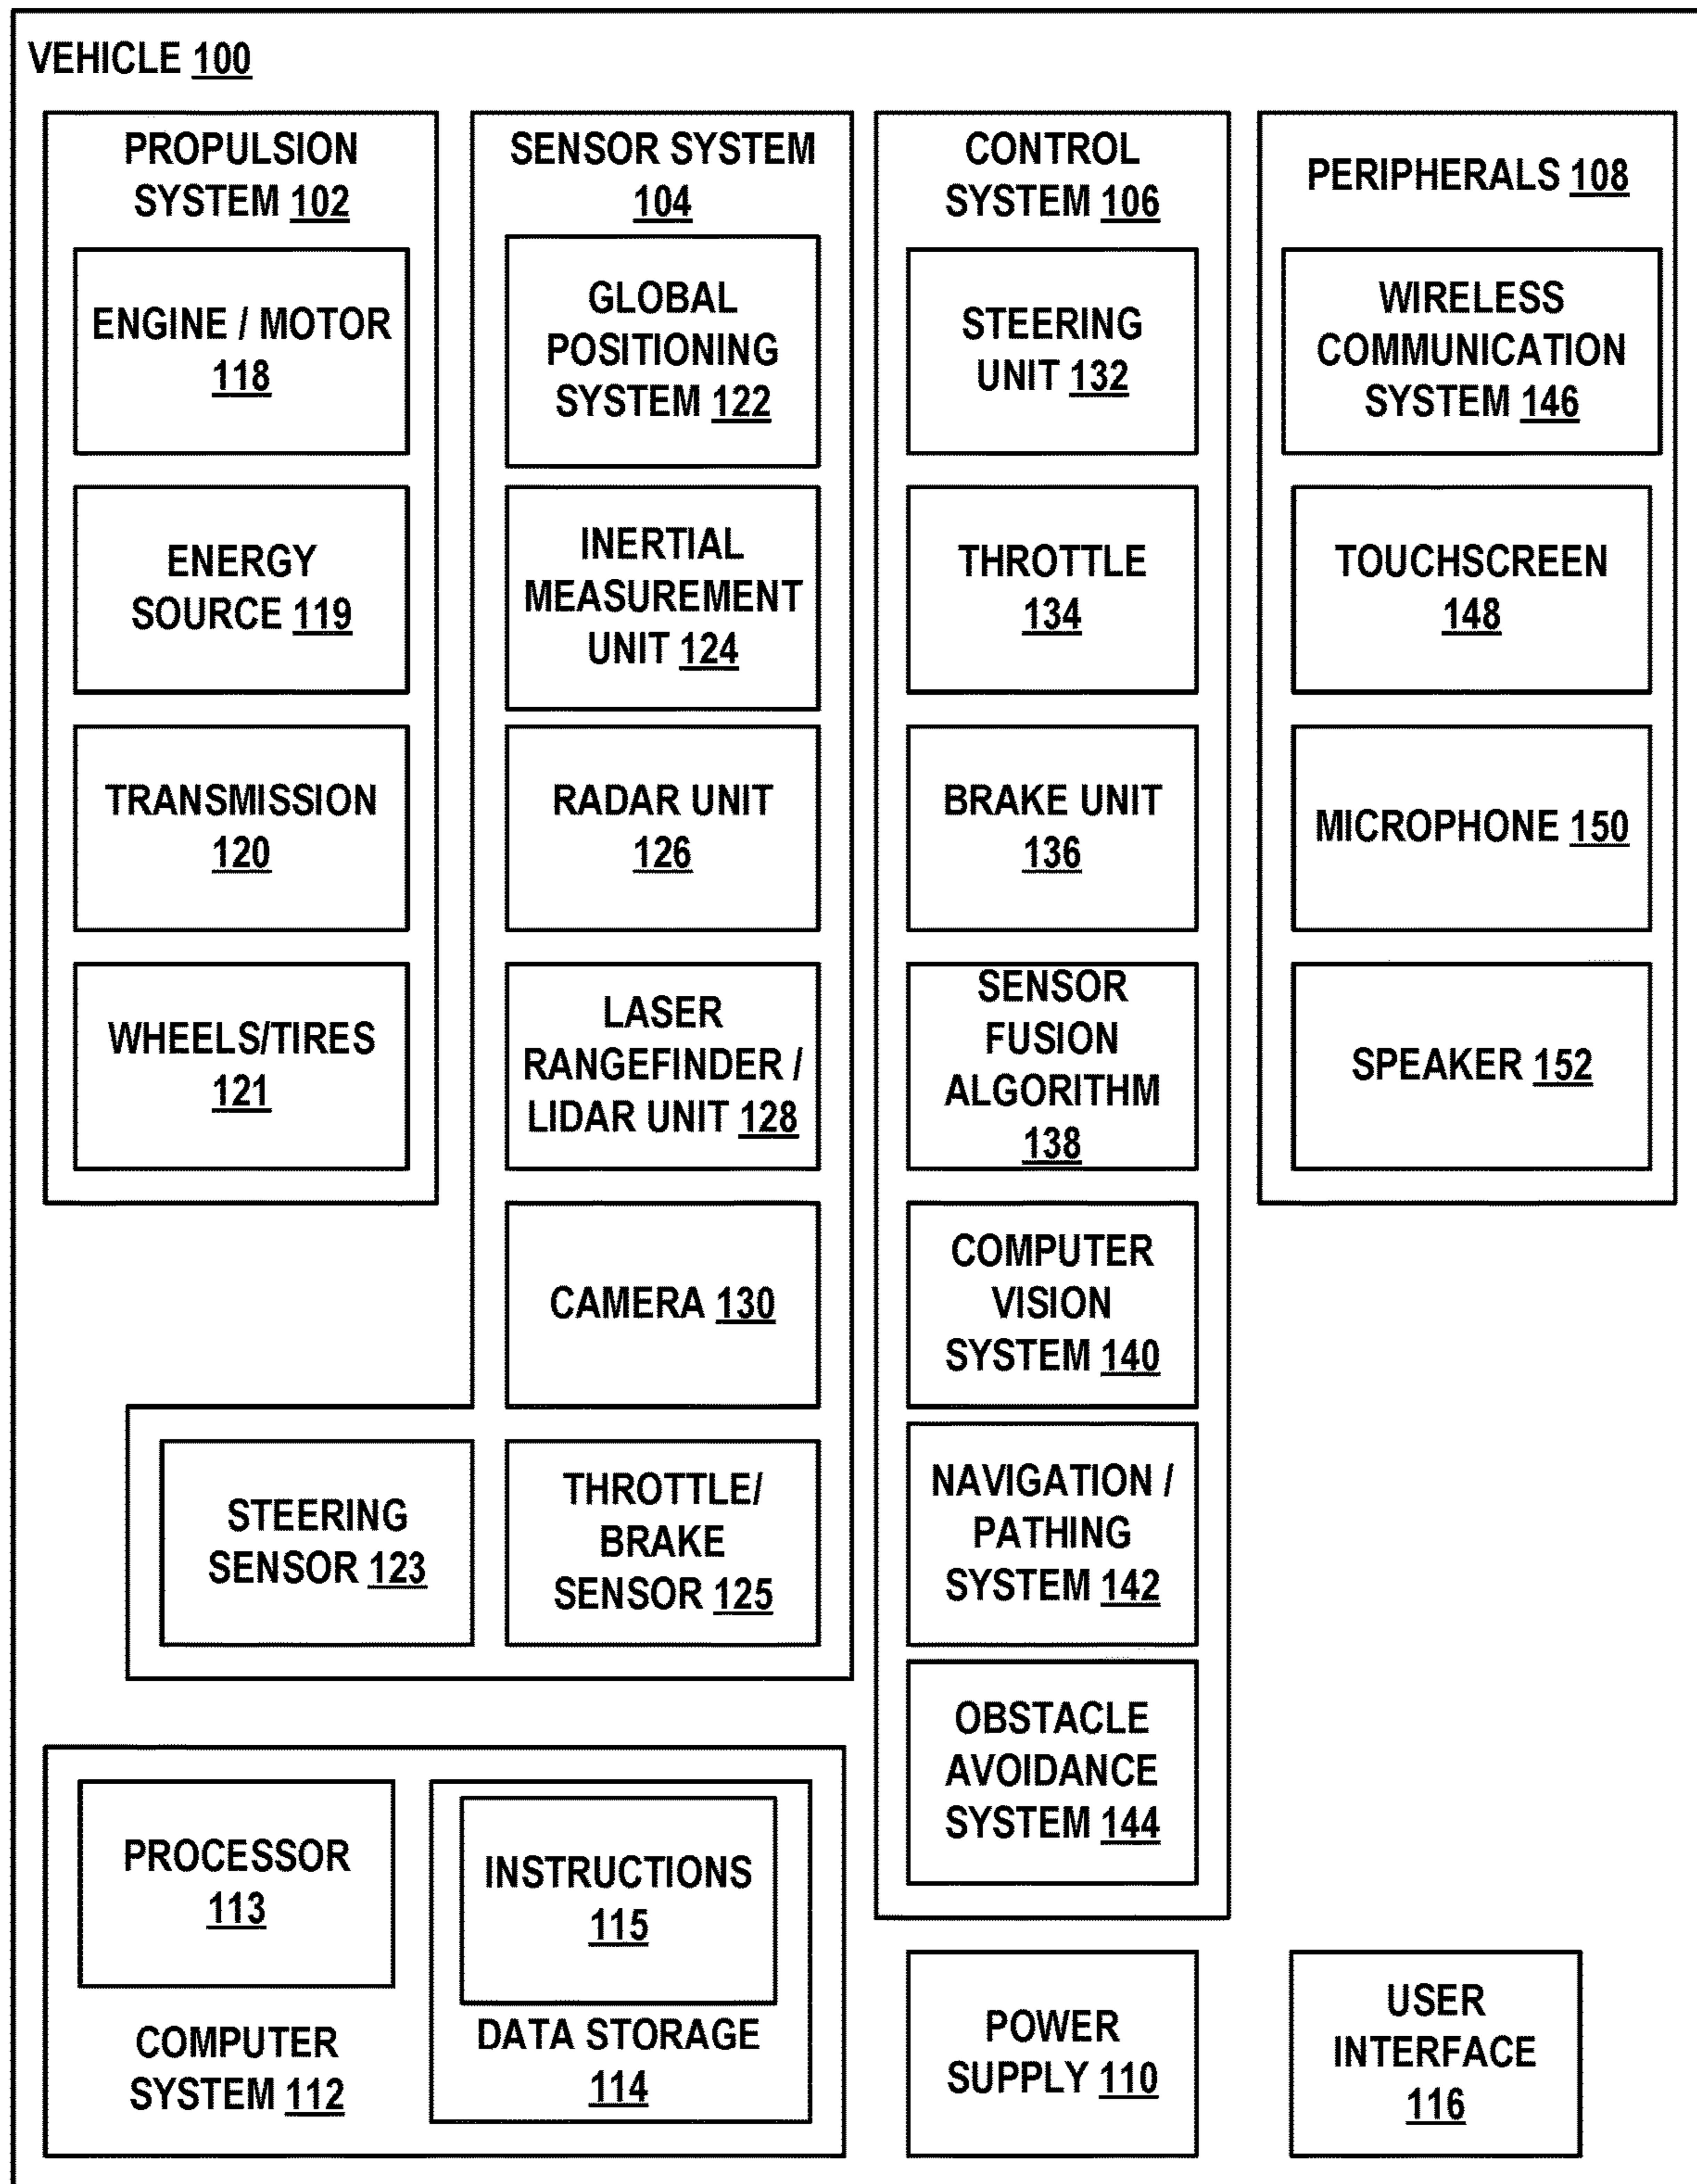 VEHICLE 100
PROPULSION
SYSTEM 102
ENGINE / MOTOR
118
ENERGY
SOURCE 119
TRANSMISSION
120
WHEELS/TIRES
121
SENSOR SYSTEM
104
GLOBAL
POSITIONING
SYSTEM 122
INERTIAL
MEASUREMENT
UNIT 124
RADAR UNIT
126
LASER
RANGEFINDER /
LIDAR UNIT 128
CAMERA 130
STEERING
SENSOR 123
THROTTLE/
BRAKE
SENSOR 125
CONTROL
SYSTEM 106
STEERING
UNIT 132
THROTTLE
134
BRAKE UNIT
136
SENSOR
FUSION
ALGORITHM
138
COMPUTER
VISION
SYSTEM 140
NAVIGATION /
PATHING
SYSTEM 142
OBSTACLE
AVOIDANCE
SYSTEM 144
PERIPHERALS 108
WIRELESS
COMMUNICATION
SYSTEM 146
TOUCHSCREEN
148
MICROPHONE 150
SPEAKER 152
PROCESSOR
113
COMPUTER
SYSTEM 112
INSTRUCTIONS
115
DATA STORAGE
114
POWER
SUPPLY 110
USER
INTERFACE
116